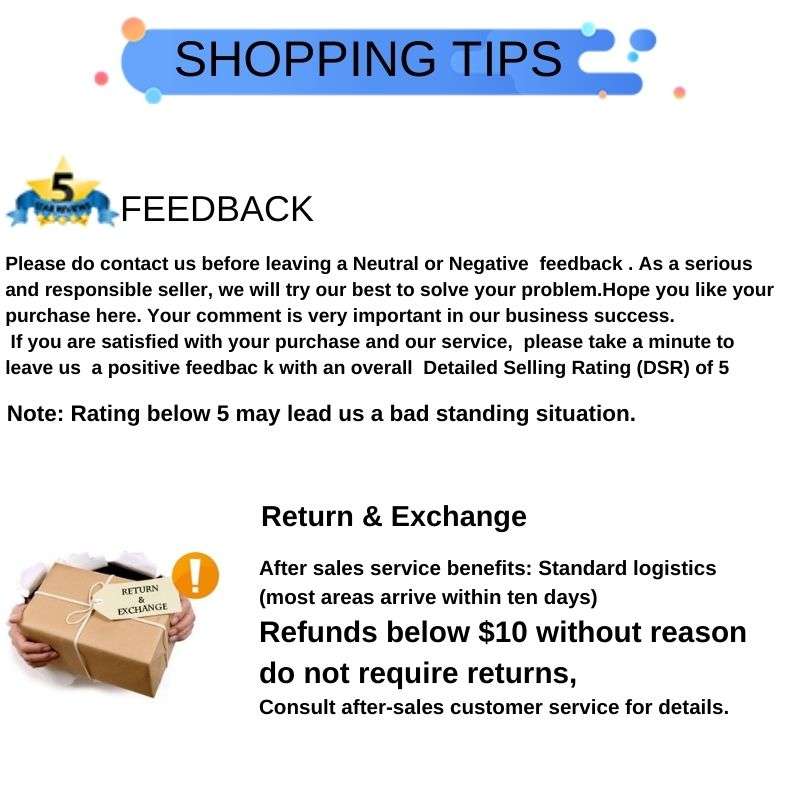 SHOPPING TIPS
5
STAR REVIEWS
FEEDBACK
Please do contact us before leaving a Neutral or Negative  feedback . As a serious
and responsible seller, we will try our best to solve your problem.Hope you like your
purchase here. Your comment is very important in our business success.
If you are satisfied with your purchase and our service,  please take a minute to
leave us  a positive feedbac k with an overall  Detailed Selling Rating (DSR) of 5
Note: Rating below 5 may lead us a bad standing situation.
Return & Exchange
RETURN
&
EXCHANGE
!
After sales service benefits: Standard logistics
(most areas arrive within ten days)
Refunds below $10 without reason
do not require returns,
Consult after-sales customer service for details.